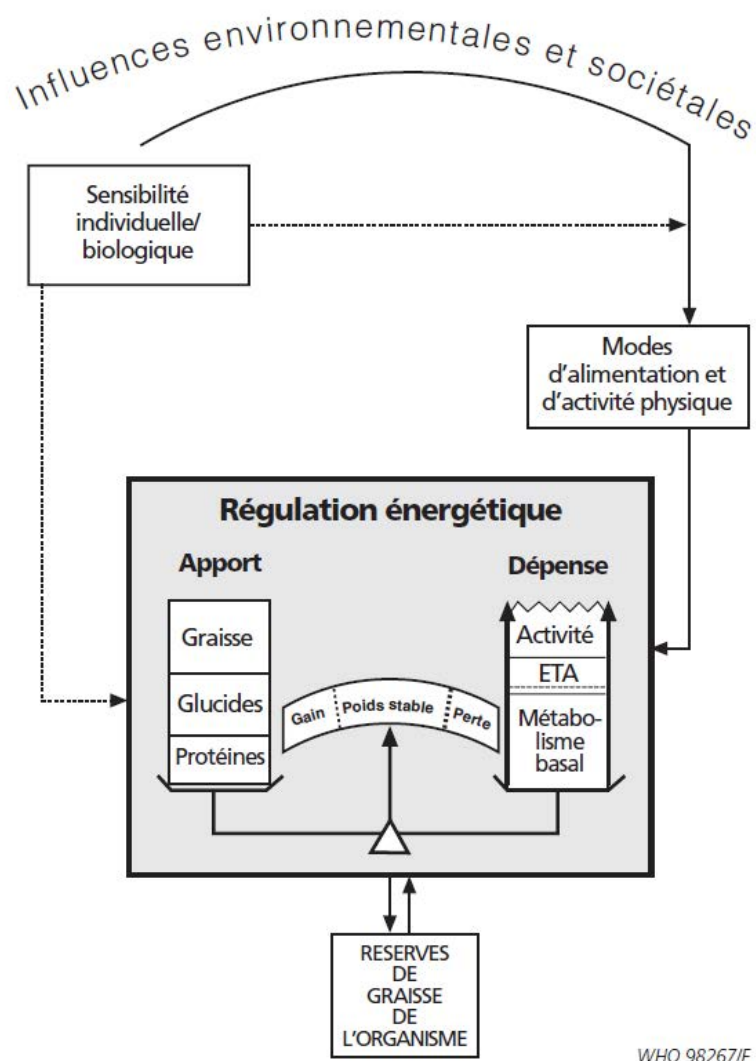 Influences environnementales et sociétales
Sensibilité
individuelle/
biologique
Modes
d'alimentation et
d'activité physique
Régulation énergétique
Apport
Dépense
Graisse
Glucides
Protéines
Gain
Poids stable
Perte
Activité
ETA
Métabo-
lisme
basal
RESERVES
DE
GRAISSE
DE
L'ORGANISME
WHO 98267/F